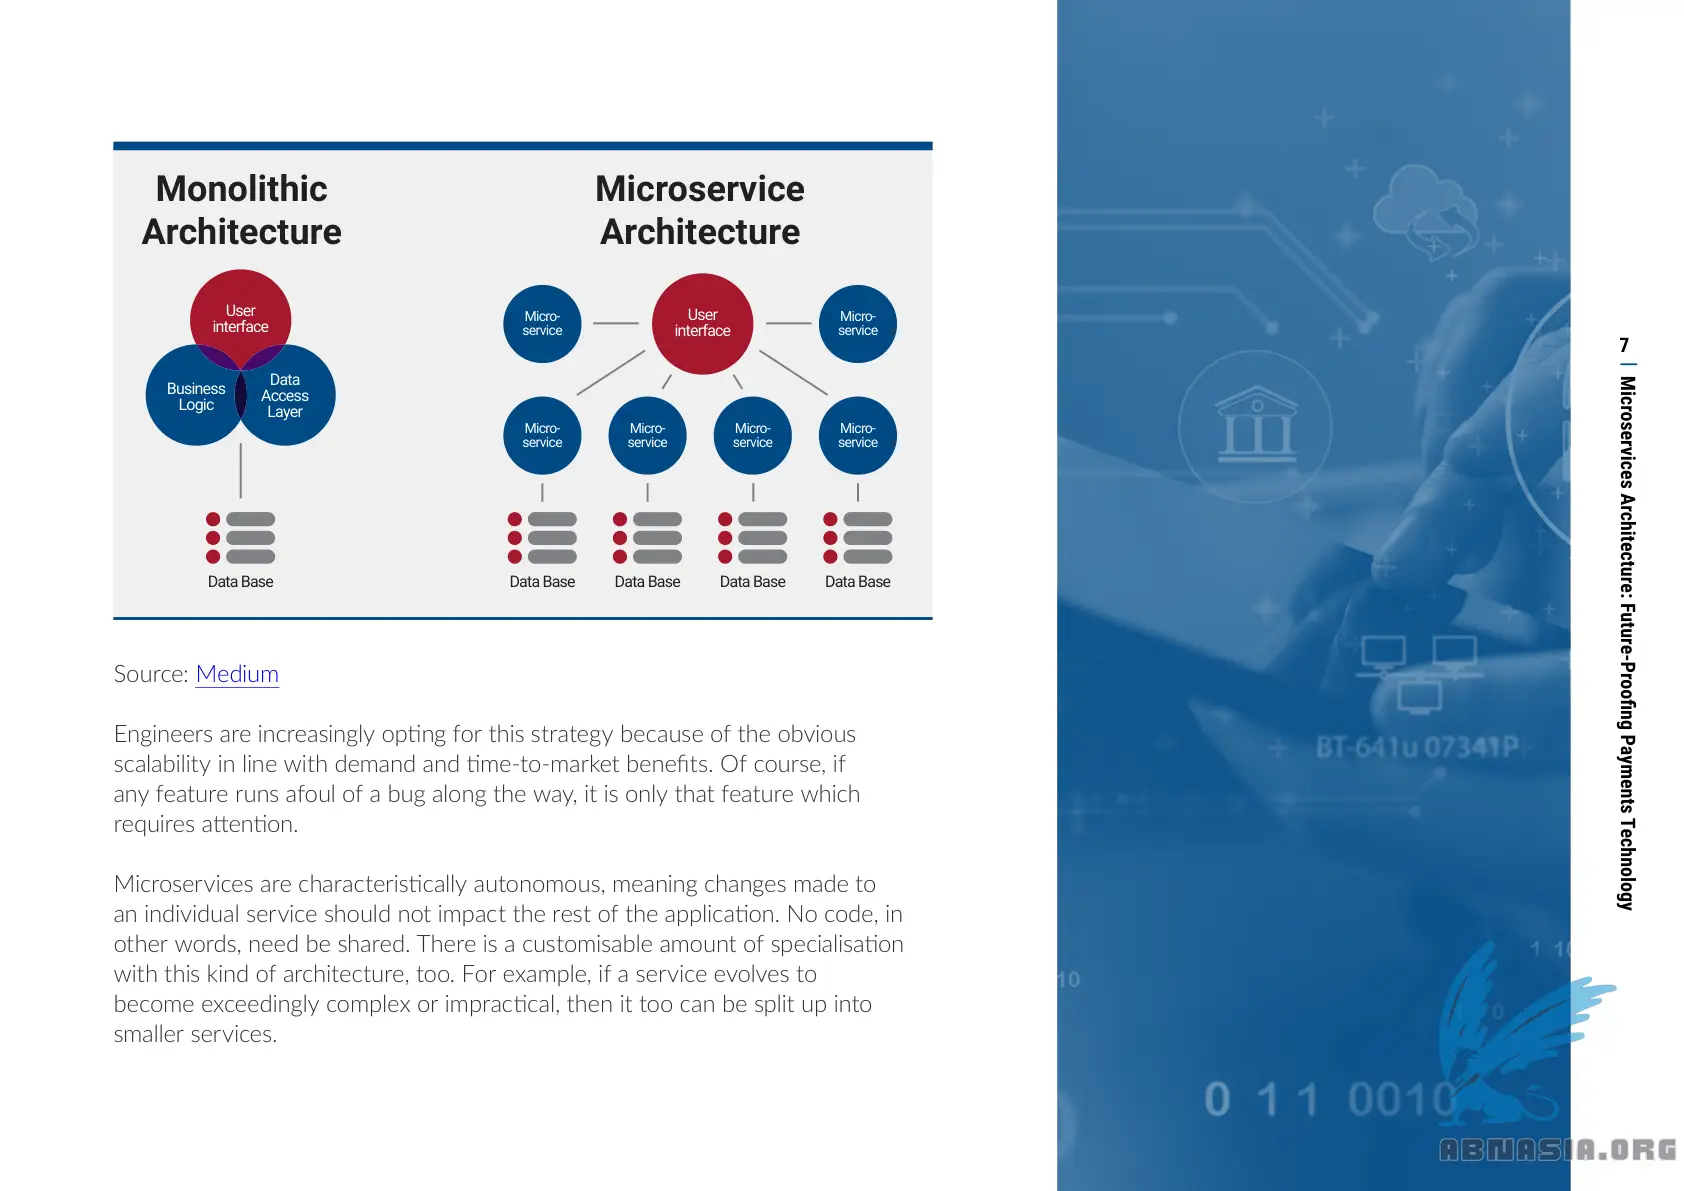 Monolithic
Architecture
User
interface
Business
Logic
Data
Access
Layer
Data Base
Microservice
Architecture
Micro-
service
User
interface
Micro-
service
Micro-
service
Micro-
service
Micro-
service
Micro-
service
Data Base
Data Base
Data Base
Data Base
Source: Medium
Engineers are increasingly opting for this strategy because of the obvious
scalability in line with demand and time-to-market benefits. Of course, if
any feature runs afoul of a bug along the way, it is only that feature which
requires attention.
Microservices are characteristically autonomous, meaning changes made to
an individual service should not impact the rest of the application. No code, in
other words, need be shared. There is a customisable amount of specialisation
with this kind of architecture, too. For example, if a service evolves to
become exceedingly complex or impractical, then it too can be split up into
smaller services.
BT-641u 07341P
10
0 1 1 0010
7
Microservices Architecture: Future-Proofing Payments Technology
ABNASIA.ORG